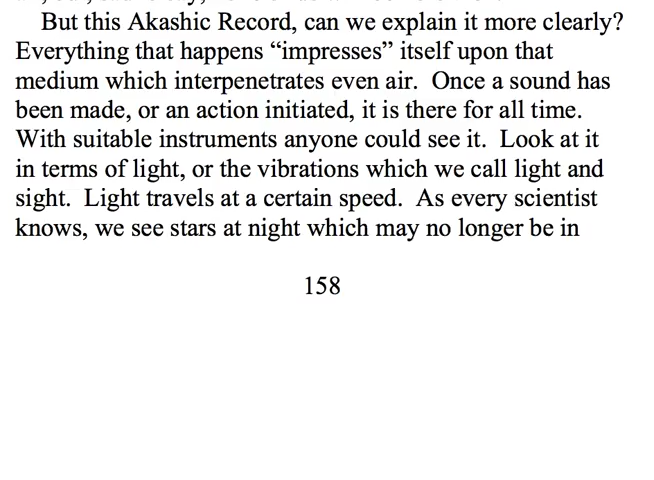 But this Akashic Record, can we explain it more clearly?
Everything that happens “impresses” itself upon that
medium which interpenetrates even air.  Once a sound has
been made, or an action initiated, it is there for all time.
With suitable instruments anyone could see it.  Look at it
in terms of light, or the vibrations which we call light and
sight.  Light travels at a certain speed.  As every scientist
knows, we see stars at night which may no longer be in
158